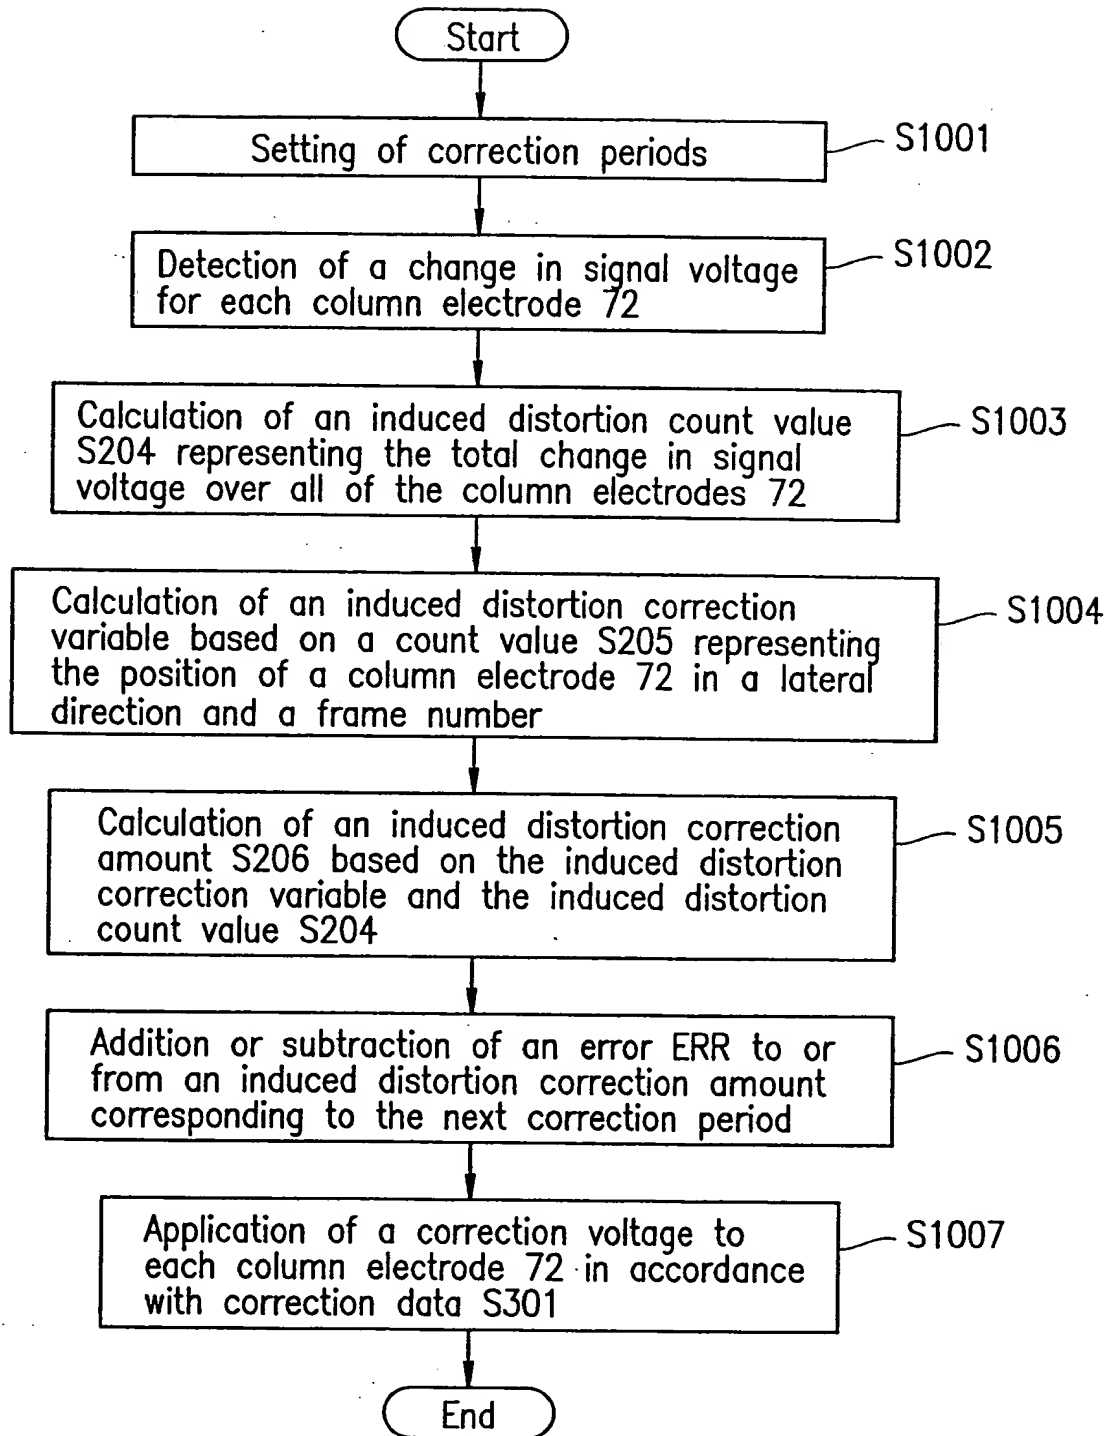 Start
Setting of correction periods
S1001
Detection of a change in signal voltage
for each column electrode 72
S1002
Calculation of an induced distortion count value
S204 representing the total change in signal
voltage over all of the column electrodes 72
S1003
Calculation of an induced distortion correction
variable based on a count value S205 representing
the position of a column electrode 72 in a lateral
direction and a frame number
S1004
Calculation of an induced distortion correction
amount S206 based on the induced distortion
correction variable and the induced distortion
count value S204
S1005
Addition or subtraction of an error ERR to or
from an induced distortion correction amount
corresponding to the next correction period
S1006
Application of a correction voltage to
each column electrode 72 in accordance
with correction data S301
S1007
End